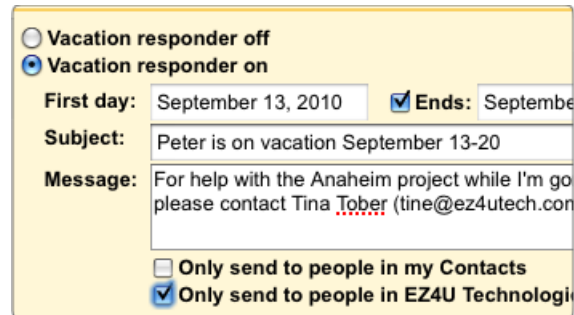 Vacation responder off
Vacation responder on
First day: September 13, 2010 Ends: Septembe
Subject: Peter is on vacation September 13-20
Message: For help with the Anaheim project while I'm go
please contact Tina Tober (tine@ez4utech.con
Only send to people in my Contacts
Only send to people in EZ4U Technologi